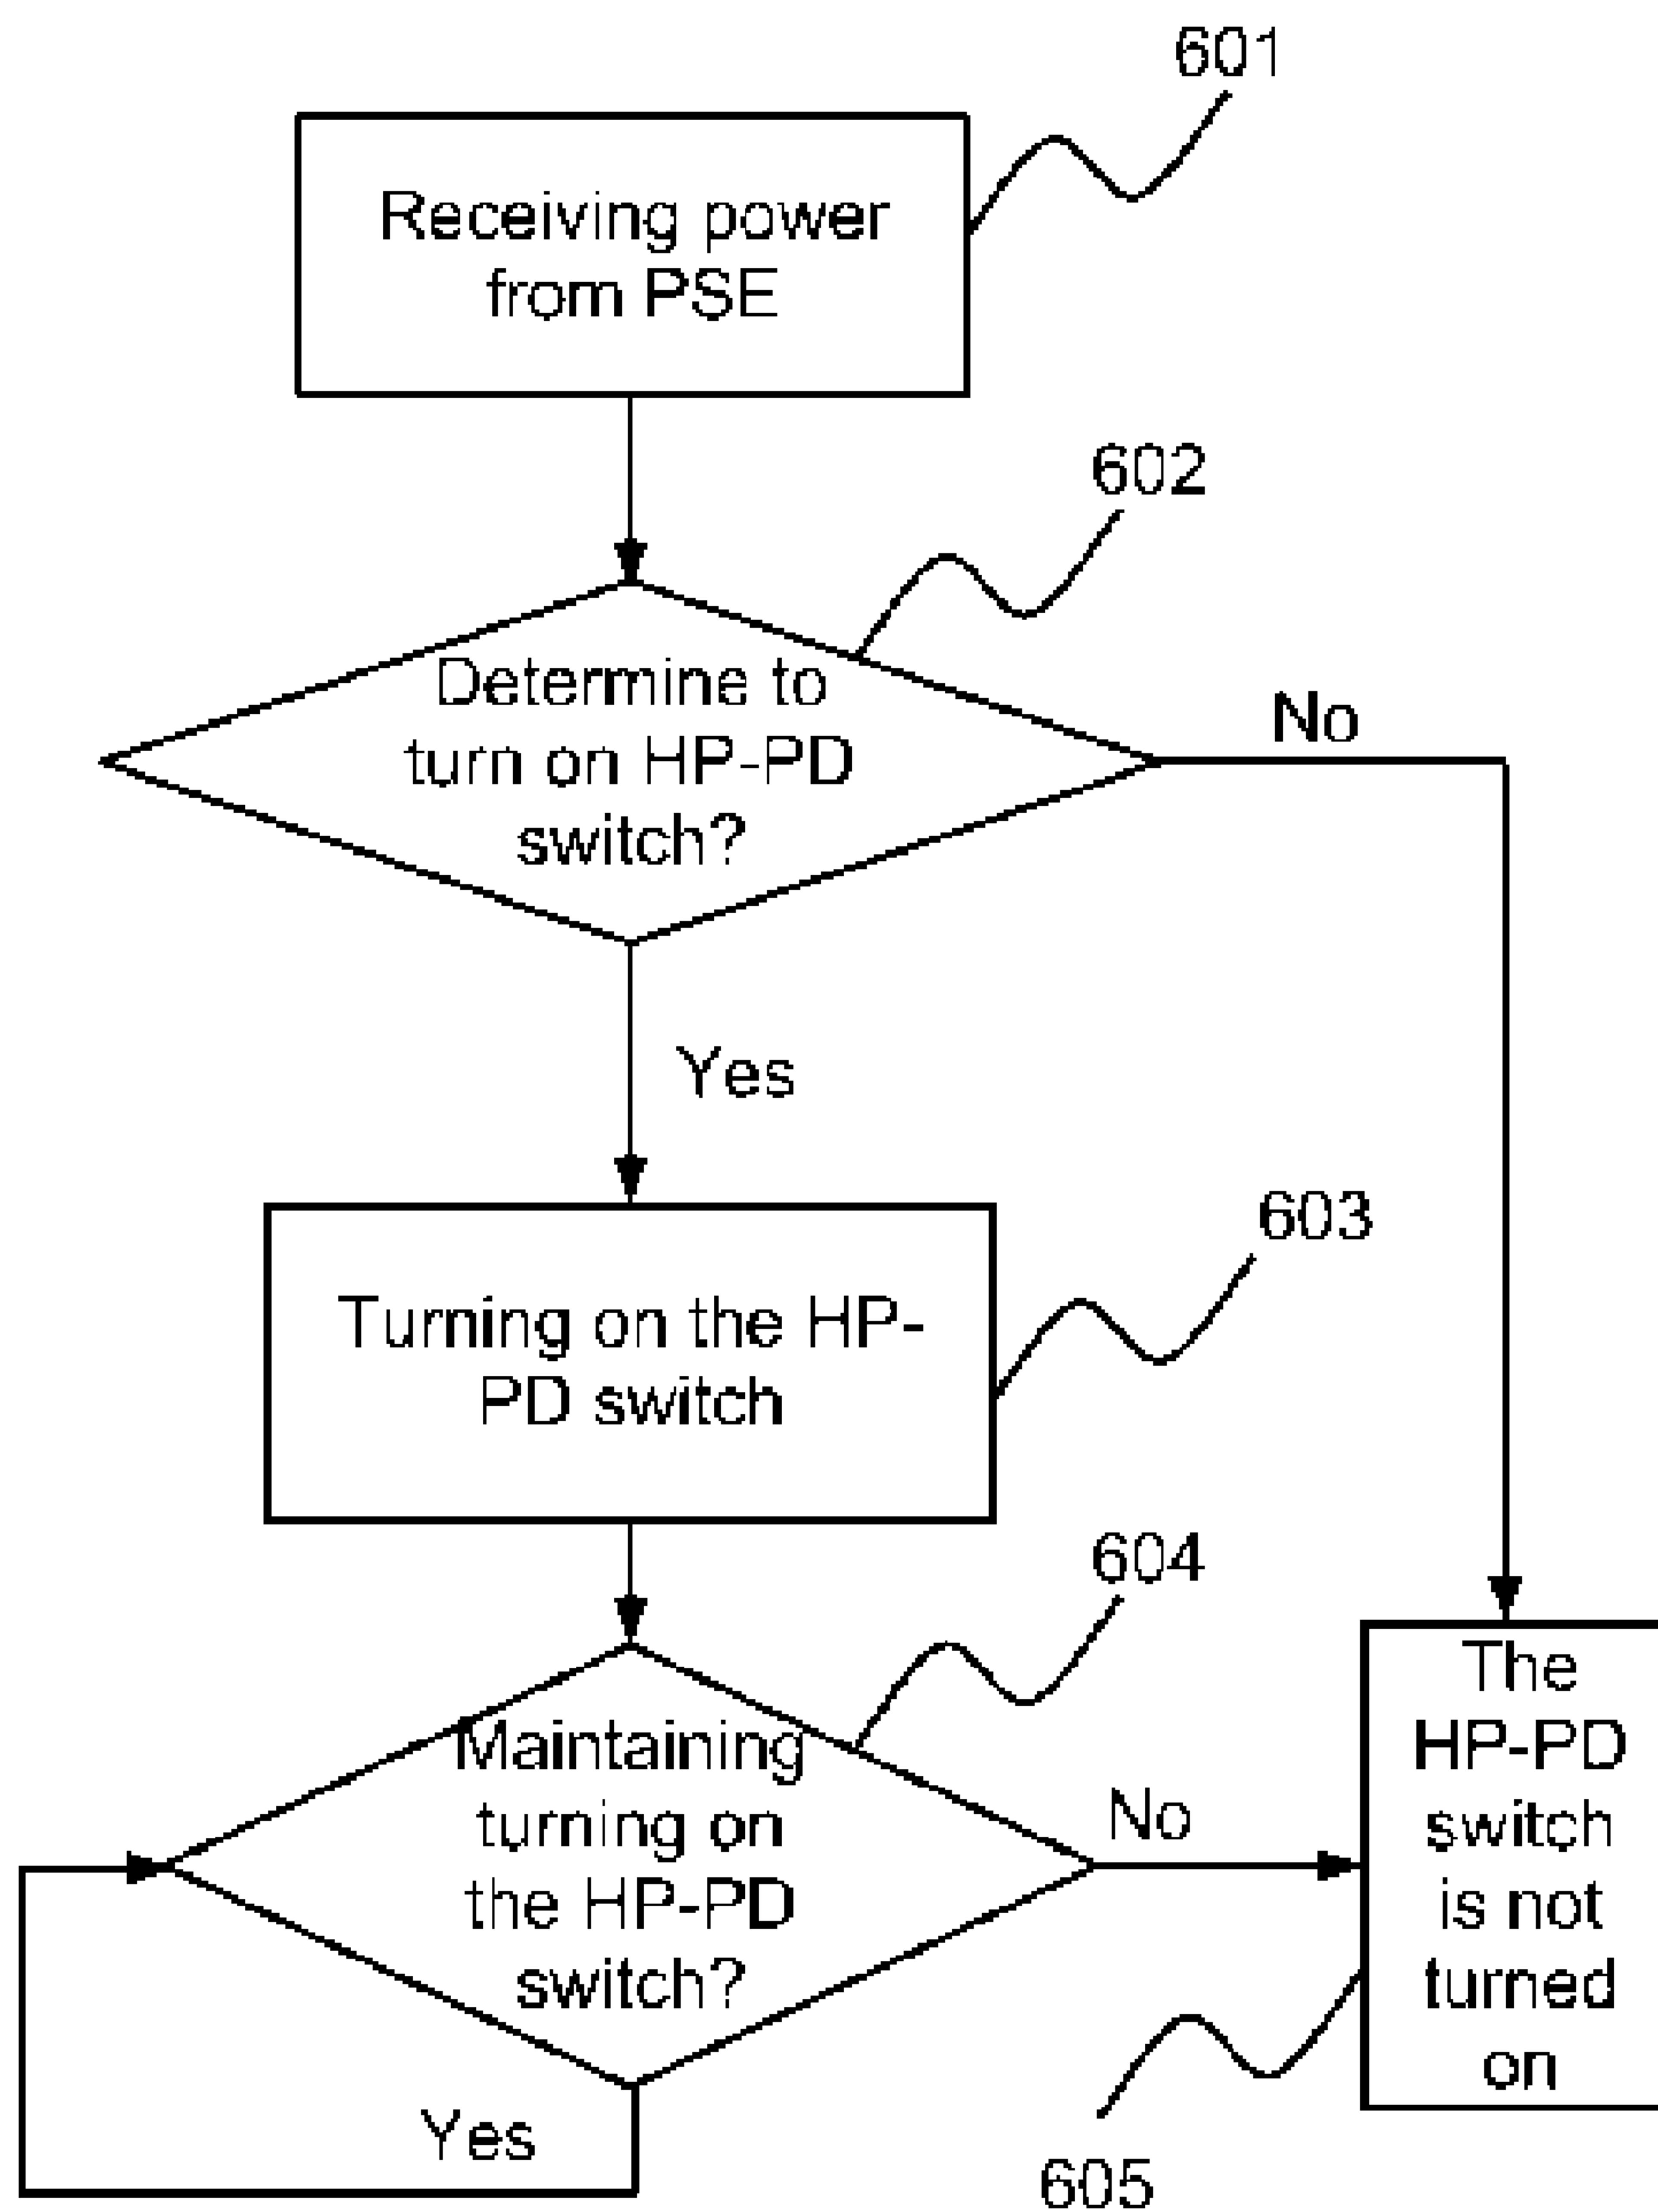 601
Receiving power
from PSE
602
Determine to
turn on HP-PD
switch?
No
Yes
603
Turning on the HP-
PD switch
604
Maintaining
turning on
the HP-PD
switch?
No
Yes
The
HP-PD
switch
is not
turned
on
605